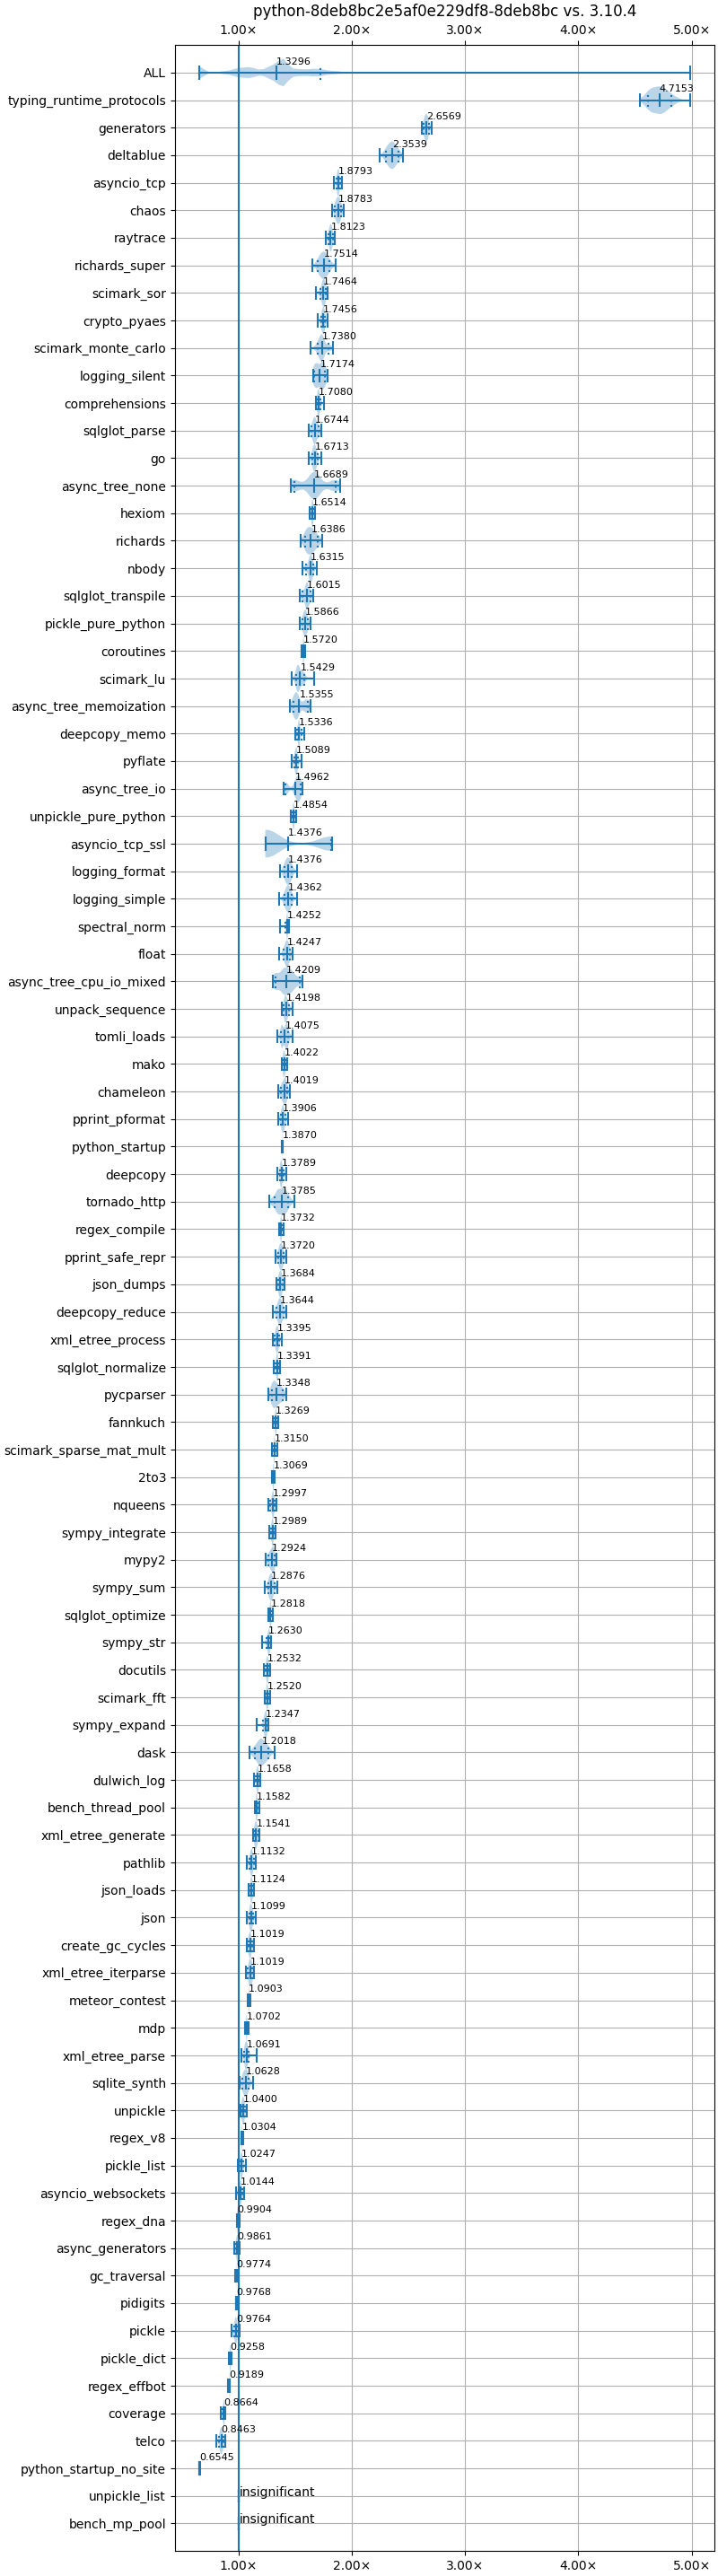 python-8deb8bc2e5af0e229df8-8deb8bc vs. 3.10.4
1.00× 2.00× 3.00× 4.00× 5.00×
ALL 1.3296
typing_runtime_protocols 4.7153
generators 2.6569
deltablue 2.3539
asyncio_tcp 1.8793
chaos 1.8783
raytrace 1.8123
richards_super 1.7514
scimark_sor 1.7464
crypto_pyaes 1.7456
scimark_monte_carlo 1.7380
logging_silent 1.7174
comprehensions 1.7080
sqlglot_parse 1.6744
go 1.6713
async_tree_none 1.6689
hexiom 1.6514
richards 1.6386
nbody 1.6315
sqlglot_transpile 1.6015
pickle_pure_python 1.5866
coroutines 1.5720
scimark_lu 1.5429
async_tree_memoization 1.5355
deepcopy_memo 1.5336
pyflate 1.5089
async_tree_io 1.4962
unpickle_pure_python 1.4854
asyncio_tcp_ssl 1.4376
logging_format 1.4376
logging_simple 1.4362
spectral_norm 1.4252
float 1.4247
async_tree_cpu_io_mixed 1.4209
unpack_sequence 1.4198
tomli_loads 1.4075
mako 1.4022
chameleon 1.4019
pprint_pformat 1.3906
python_startup 1.3870
deepcopy 1.3789
tornado_http 1.3785
regex_compile 1.3732
pprint_safe_repr 1.3720
json_dumps 1.3684
deepcopy_reduce 1.3644
xml_etree_process 1.3395
sqlglot_normalize 1.3391
pycparser 1.3348
fannkuch 1.3269
scimark_sparse_mat_mult 1.3150
2to3 1.3069
nqueens 1.2997
sympy_integrate 1.2989
mypy2 1.2924
sympy_sum 1.2876
sqlglot_optimize 1.2818
sympy_str 1.2630
docutils 1.2532
scimark_fft 1.2520
sympy_expand 1.2347
dask 1.2018
dulwich_log 1.1658
bench_thread_pool 1.1582
xml_etree_generate 1.1541
pathlib 1.1132
json_loads 1.1124
json 1.1099
create_gc_cycles 1.1019
xml_etree_iterparse 1.1019
meteor_contest 1.0903
mdp 1.0702
xml_etree_parse 1.0691
sqlite_synth 1.0628
unpickle 1.0400
regex_v8 1.0304
pickle_list 1.0247
asyncio_websockets 1.0144
regex_dna 0.9904
async_generators 0.9861
gc_traversal 0.9774
pidigits 0.9768
pickle 0.9764
pickle_dict 0.9258
regex_effbot 0.9189
coverage 0.8664
telco 0.8463
python_startup_no_site 0.6545
unpickle_list insignificant
bench_mp_pool insignificant
1.00× 2.00× 3.00× 4.00× 5.00×